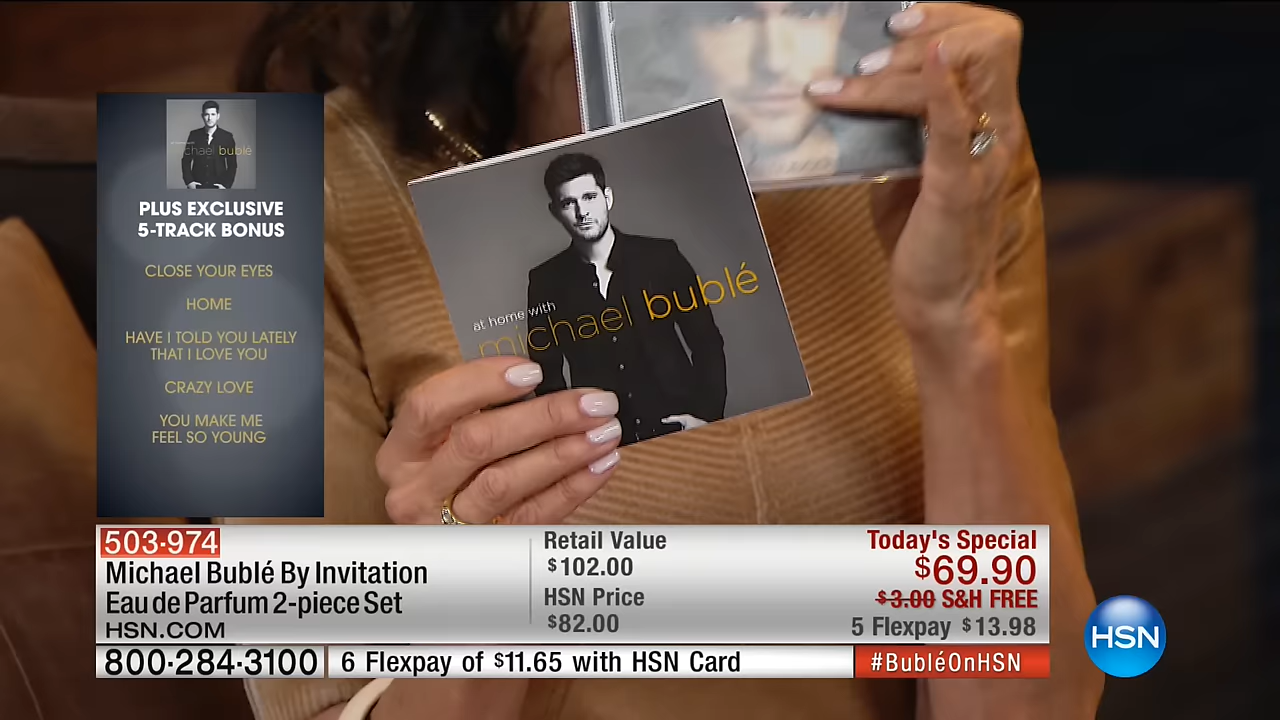 michael bublé
PLUS EXCLUSIVE
5-TRACK BONUS
CLOSE YOUR EYES
HOME
HAVE I TOLD YOU LATELY
THAT I LOVE YOU
CRAZY LOVE
YOU MAKE ME
FEEL SO YOUNG
at home with
michael bublé
503-974
Michael Bublé By Invitation
Eau de Parfum 2-piece Set
HSN.COM
Retail Value
$102.00
HSN Price
$82.00
Today's Special
$69.90
$3.00 S&H FREE
5 Flexpay $13.98
800·284·3100
6 Flexpay of $11.65 with HSN Card
#BubléOnHSN
HSN